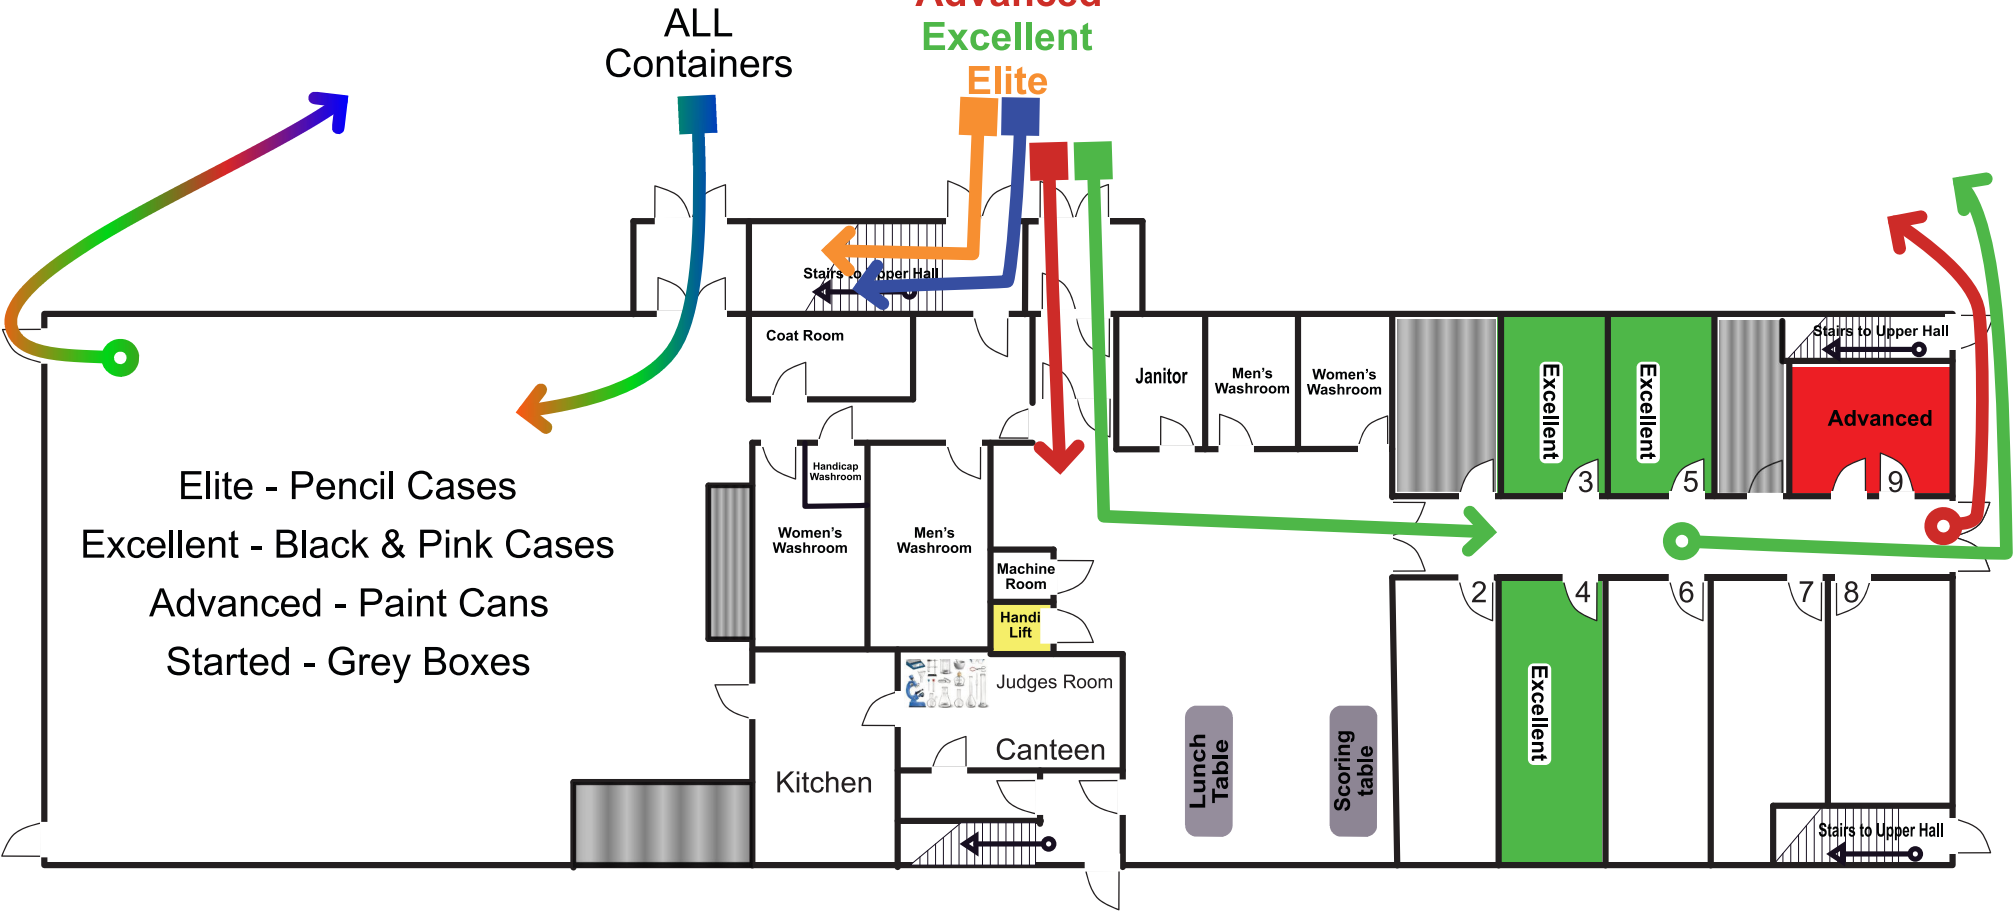 ALL
Containers
Advanced
Excellent
Elite
Stairs to Upper Hall
Coat Room
Janitor
Men's
Washroom
Women's
Washroom
Excellent
Excellent
Stairs to Upper Hall
Advanced
3
5
9
Elite - Pencil Cases
Excellent - Black & Pink Cases
Advanced - Paint Cans
Started - Grey Boxes
Handicap
Washroom
Women's
Washroom
Men's
Washroom
Machine
Room
Handi
Lift
2
4
6
7
8
Judges Room
Canteen
Kitchen
Lunch
Table
Scoring
table
Excellent
Stairs to Upper Hall